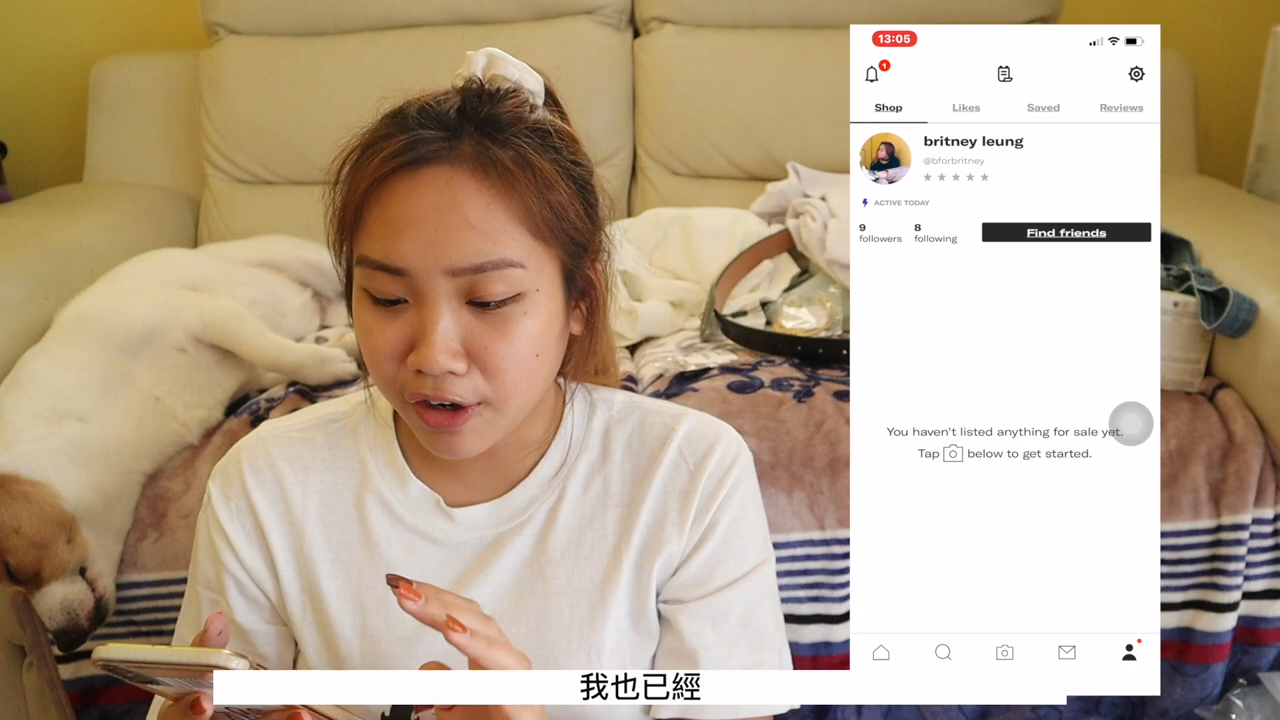 13:05
1
Shop Likes Saved Reviews
britney leung
@bforbritney
ACTIVE TODAY
9 8
followers following
Find friends
You haven't listed anything for sale yet.
Tap below to get started.
我也已經